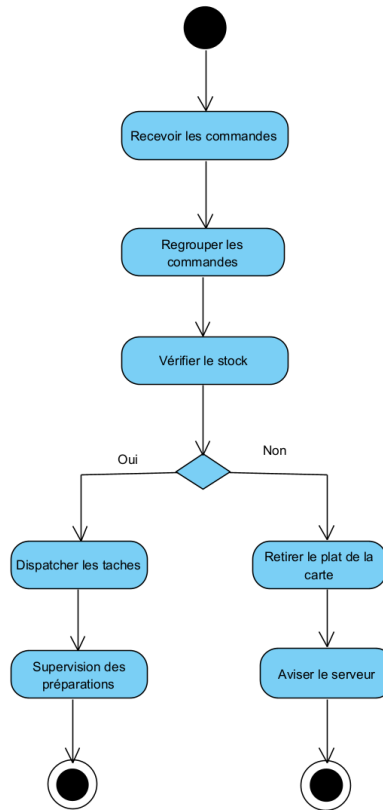 Recevoir les commandes
Regrouper les
commandes
Vérifier le stock
Oui
Non
Dispatcher les taches
Retirer le plat de la
carte
Supervision des
préparations
Aviser le serveur